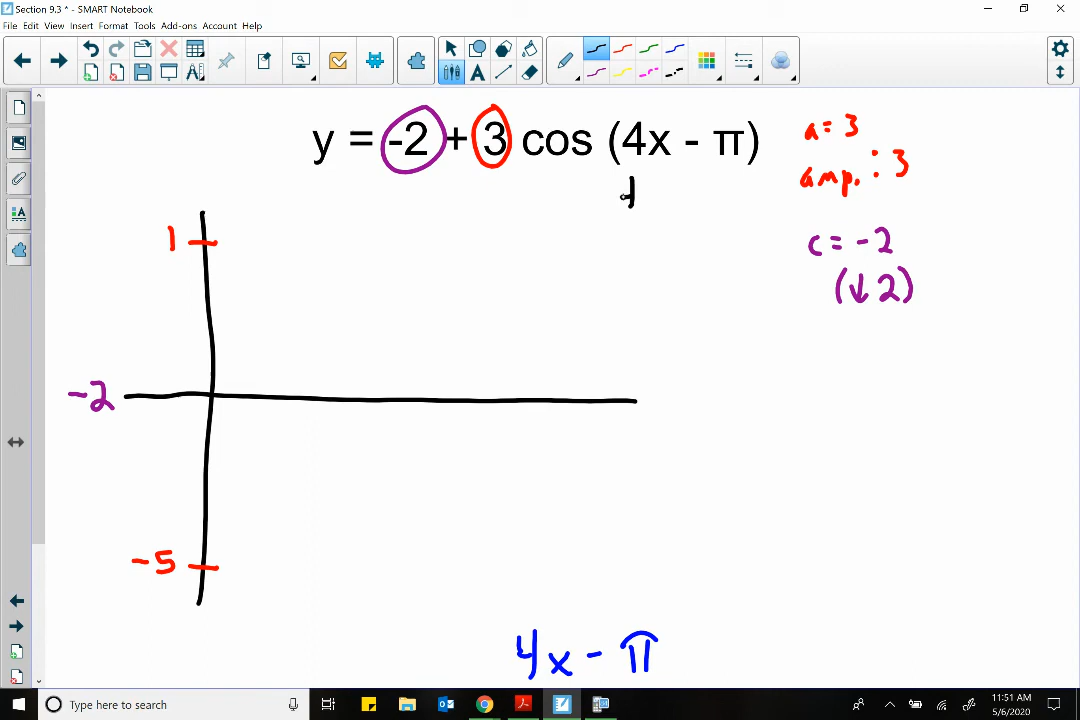 Section 9.3 * - SMART Notebook
File Edit View Insert Format Tools Add-ons Account Help
y = -2 + 3 cos (4x - π)
a = 3
amp. : 3
c = -2
(↓ 2)
1
-2
-5
4x - π
Type here to search
11:51 AM
5/6/2020